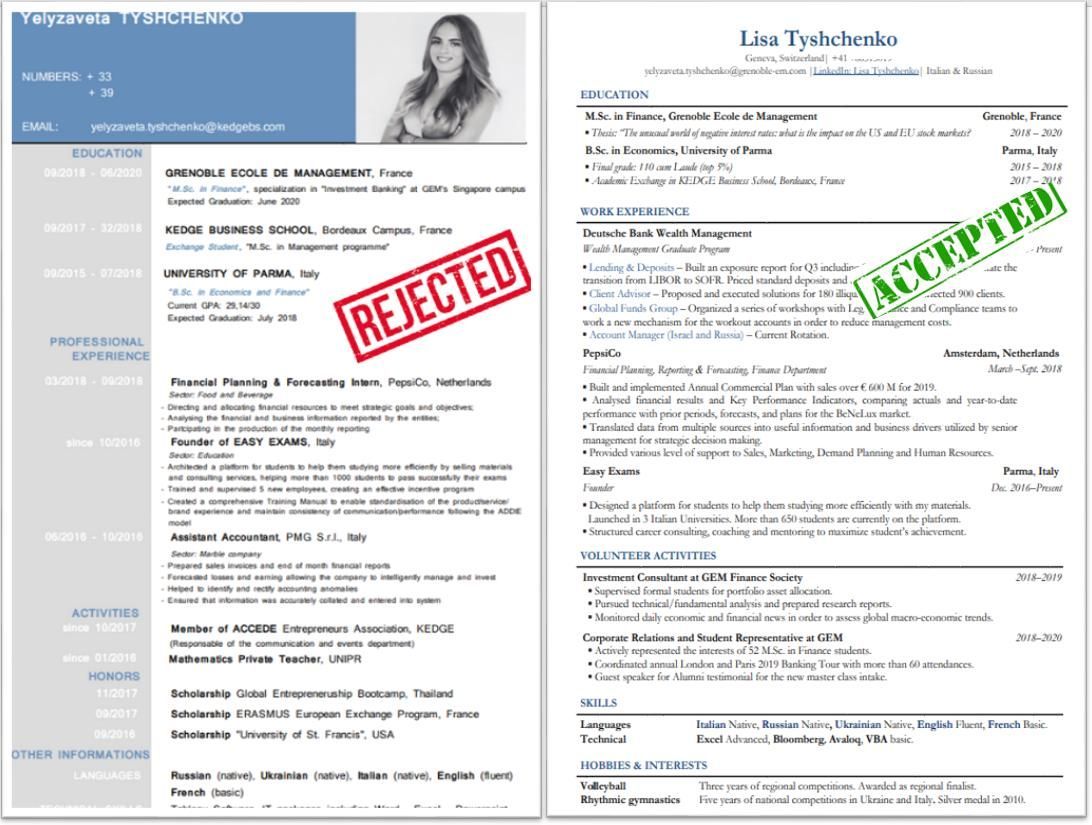 Yelyzaveta TYSHCHENKO
NUMBERS: + 33
+ 39
EMAIL: yelyzaveta.tyshchenko@kedgebs.com
EDUCATION
09/2018 - 06/2020 GRENOBLE ECOLE DE MANAGEMENT, France
"M.Sc. in Finance", specialization in "Investment Banking" at GEM's Singapore campus
Expected Graduation: June 2020
09/2017 - 32/2018 KEDGE BUSINESS SCHOOL, Bordeaux Campus, France
Exchange Student, "M.Sc. in Management programme"
09/2015 - 07/2018 UNIVERSITY OF PARMA, Italy
"B.Sc. in Economics and Finance"
Current GPA: 29,14/30
Expected Graduation: July 2018
REJECTED
PROFESSIONAL
EXPERIENCE
03/2018 - 09/2018 Financial Planning & Forecasting Intern, PepsiCo, Netherlands
Sector: Food and Beverage
- Directing and allocating financial resources to meet strategic goals and objectives;
- Analysing the financial and business information reported by the entities;
- Partcipating in the production of the monthly reporting
since 10/2016 Founder of EASY EXAMS, Italy
Sector: Education
- Architected a platform for students to help them studying more efficiently by selling materials
and consulting services, helping more than 1000 students to pass successfully their exams
- Trained and supervised 5 new employees, creating an effective incentive program
- Created a comprehensive Training Manual to enable standardisation of the product/service/
brand experience and maintain consistency of communication/performance following the ADDIE
model
06/2016 - 10/2016 Assistant Accountant, PMG S.r.l., Italy
Sector: Marble company
- Prepared sales invoices and end of month financial reports
- Forecasted losses and earning allowing the company to intelligently manage and invest
- Helped to identify and rectify accounting anomalies
- Ensured that information was accurately collated and entered into system
ACTIVITIES
since 10/2017 Member of ACCEDE Entrepreneurs Association, KEDGE
(Responsable of the communication and events department)
since 01/2016 Mathematics Private Teacher, UNIPR
HONORS
11/2017 Scholarship Global Entrepreneruship Bootcamp, Thailand
09/2017 Scholarship ERASMUS European Exchange Program, France
09/2016 Scholarship "University of St. Francis", USA
OTHER INFORMATIONS
LANGUAGES Russian (native), Ukrainian (native), Italian (native), English (fluent)
French (basic)
Lisa Tyshchenko
Geneva, Switzerland| +41
yelyzaveta.tyshchenko@grenoble-em.com |LinkedIn: Lisa Tyshchenko| Italian & Russian
EDUCATION
M.Sc. in Finance, Grenoble Ecole de Management Grenoble, France
▪ Thesis: "The unusual world of negative interest rates: what is the impact on the US and EU stock markets? 2018 – 2020
B.Sc. in Economics, University of Parma Parma, Italy
▪ Final grade: 110 cum Laude (top 5%) 2015 – 2018
▪ Academic Exchange in KEDGE Business School, Bordeaux, France 2017 – 2018
WORK EXPERIENCE
Deutsche Bank Wealth Management
Wealth Management Graduate Program Present
ACCEPTED
▪ Lending & Deposits – Built an exposure report for Q3 the
transition from LIBOR to SOFR. Priced standard deposits and
▪ Client Advisor – Proposed and executed solutions for 180 900 clients.
▪ Global Funds Group – Organized a series of workshops with and Compliance teams to
work a new mechanism for the workout accounts in order to reduce management costs.
▪ Account Manager (Israel and Russia) – Current Rotation.
PepsiCo Amsterdam, Netherlands
Financial Planning, Reporting & Forecasting, Finance Department March –Sept. 2018
▪ Built and implemented Annual Commercial Plan with sales over € 600 M for 2019.
▪ Analysed financial results and Key Performance Indicators, comparing actuals and year-to-date
performance with prior periods, forecasts, and plans for the BeNeLux market.
▪ Translated data from multiple sources into useful information and business drivers utilized by senior
management for strategic decision making.
▪ Provided various level of support to Sales, Marketing, Demand Planning and Human Resources.
Easy Exams Parma, Italy
Founder Dec. 2016–Present
▪ Designed a platform for students to help them studying more efficiently with my materials.
Launched in 3 Italian Universities. More than 650 students are currently on the platform.
▪ Structured career consulting, coaching and mentoring to maximize student's achievement.
VOLUNTEER ACTIVITIES
Investment Consultant at GEM Finance Society 2018–2019
▪ Supervised formal students for portfolio asset allocation.
▪ Pursued technical/fundamental analysis and prepared research reports.
▪ Monitored daily economic and financial news in order to assess global macro-economic trends.
Corporate Relations and Student Representative at GEM 2018–2020
▪ Actively represented the interests of 52 M.Sc. in Finance students.
▪ Coordinated annual London and Paris 2019 Banking Tour with more than 60 attendances.
▪ Guest speaker for Alumni testimonial for the new master class intake.
SKILLS
Languages Italian Native, Russian Native, Ukrainian Native, English Fluent, French Basic.
Technical Excel Advanced, Bloomberg, Avaloq, VBA basic.
HOBBIES & INTERESTS
Volleyball Three years of regional competitions. Awarded as regional finalist.
Rhythmic gymnastics Five years of national competitions in Ukraine and Italy. Silver medal in 2010.